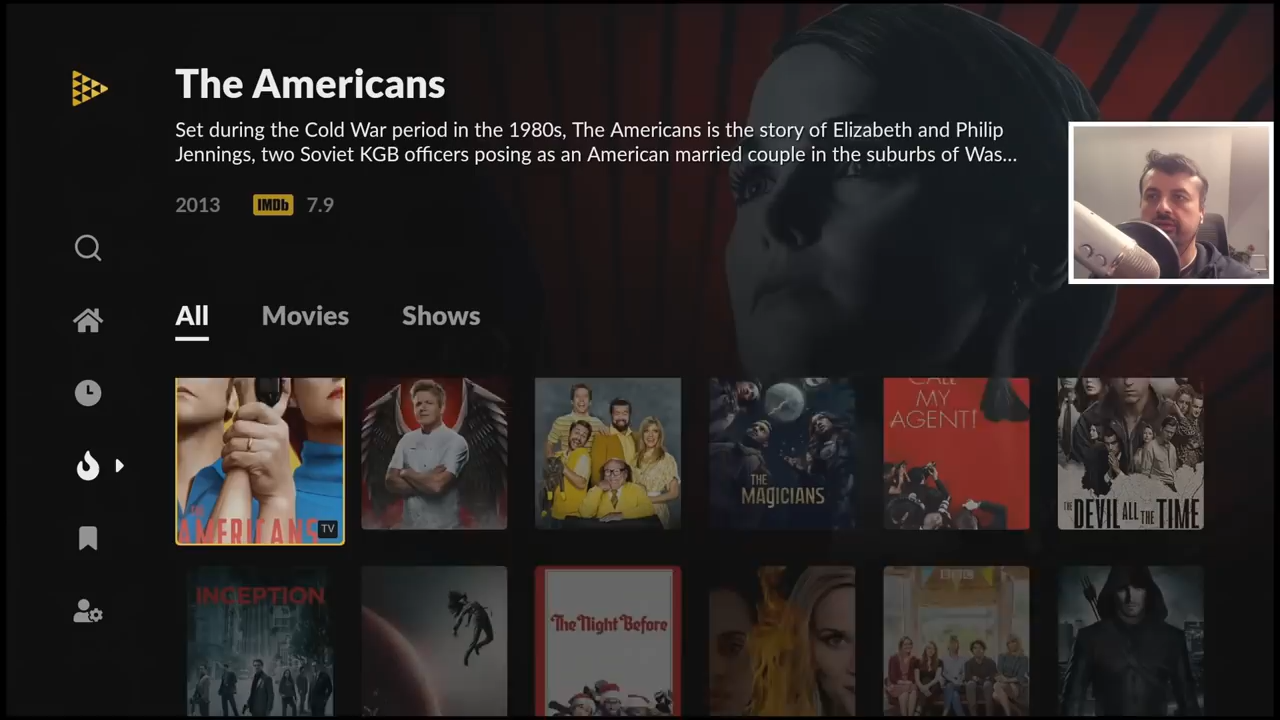 The Americans
Set during the Cold War period in the 1980s, The Americans is the story of Elizabeth and Philip
Jennings, two Soviet KGB officers posing as an American married couple in the suburbs of Was...
2013 IMDb 7.9
All Movies Shows
AMERICANS
TV
THE
MAGICIANS
CALL
MY
AGENT!
THE DEVIL ALL THE TIME
INCEPTION
The Night Before
BBC